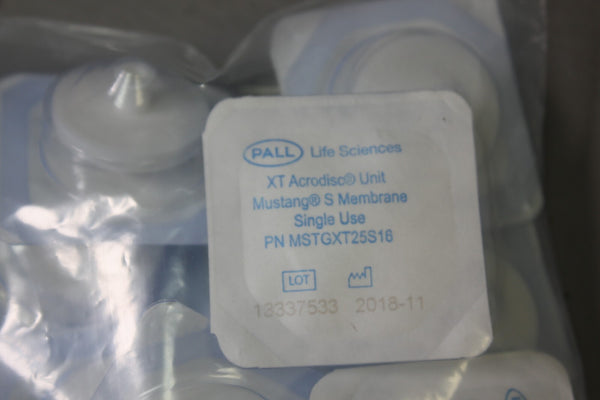 PALL Life Sciences
XT Acrodisc® Unit
Mustang® S Membrane
Single Use
PN MSTGXT25S16
LOT
13337533 2018-11